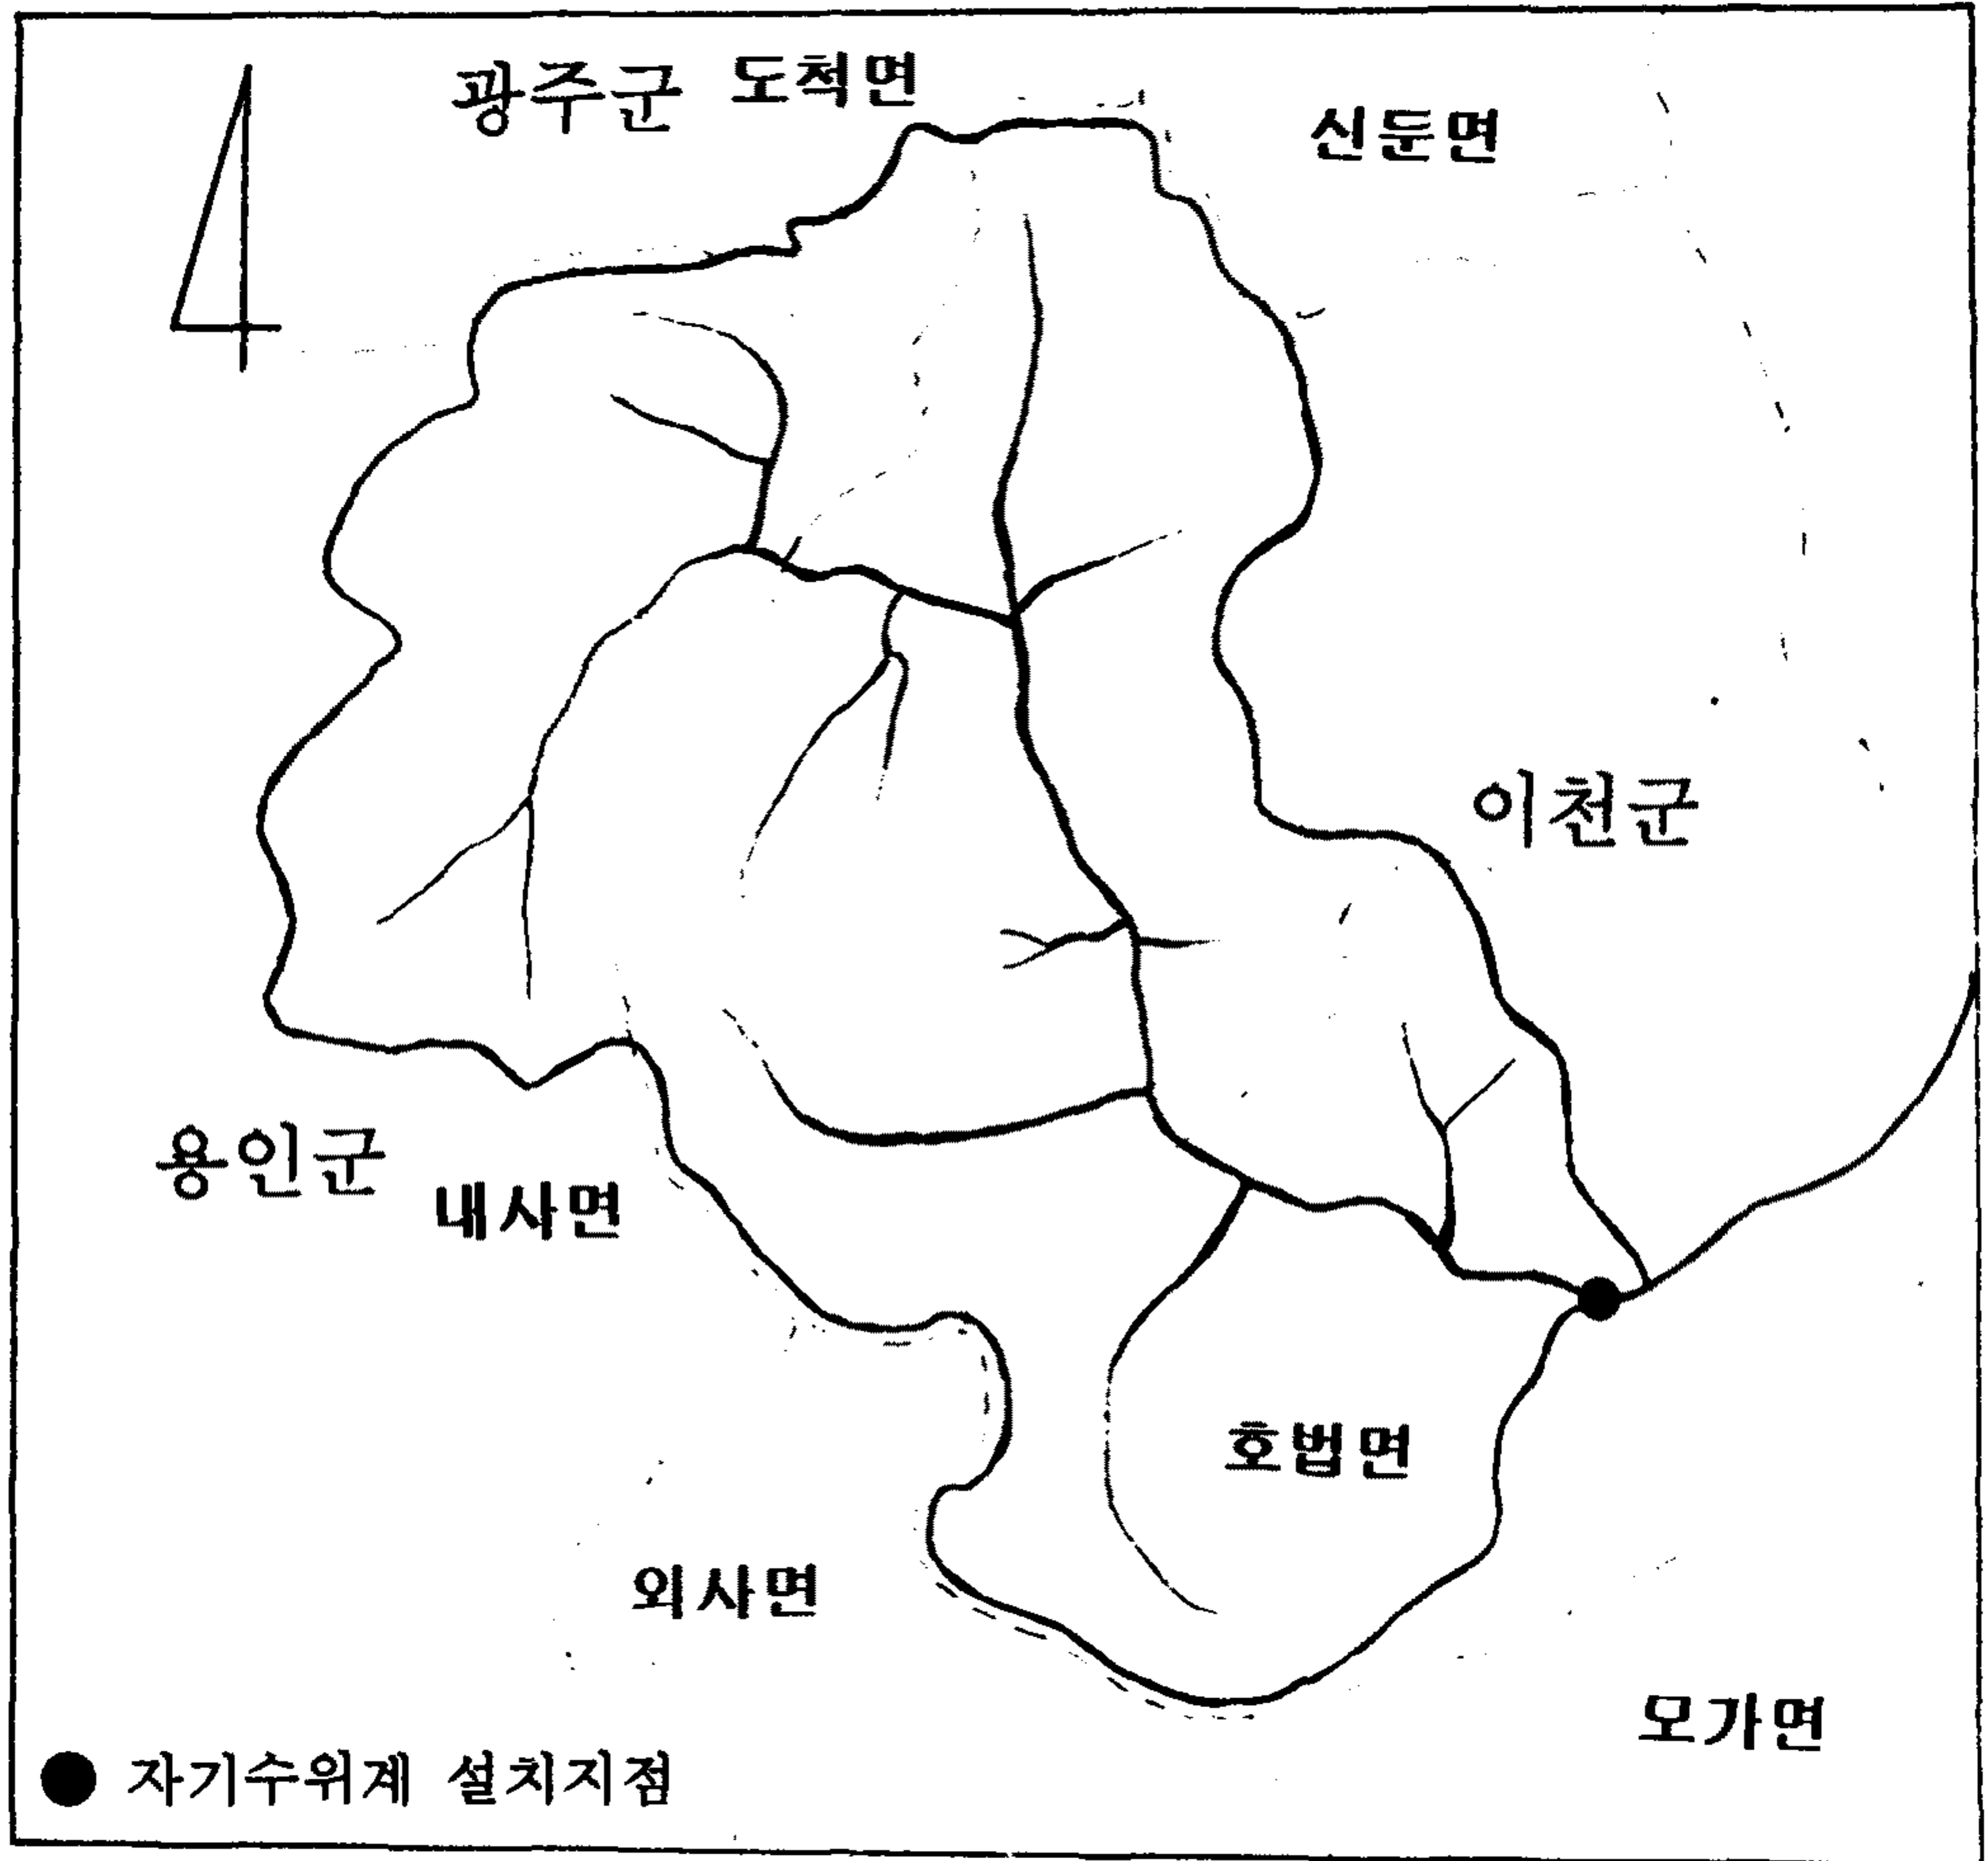 광주군 도척면
신둔면
이천군
용인군
내사면
호법면
외사면
모가면
자기수위계 설치지점